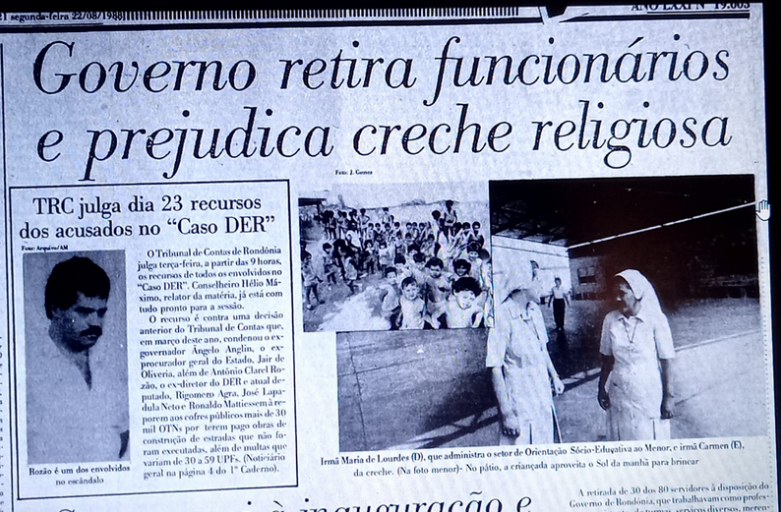 segunda-feira 22/08/1988
ANO LXXI Nº 19.003
Governo retira funcionários
e prejudica creche religiosa
Foto: J. Gomes
TRC julga dia 23 recursos
dos acusados no “Caso DER”
Foto: Arquivo/AM
O Tribunal de Contas de Rondônia
julga terça-feira, a partir das 9 horas,
os recursos de todos os envolvidos no
“Caso DER”. Conselheiro Hélio Má-
ximo, relator da matéria, já está com
tudo pronto para a sessão.
O recurso é contra uma decisão
anterior do Tribunal de Contas que,
em março deste ano, condenou o ex-
governador Ângelo Anglin, o ex-
procurador geral do Estado, Jair de
Oliveria, além de Antônio Clarel Ro-
zão, o ex-diretor do DER e atual de-
putado, Rigomero Agra, José Lapa-
dula Neto e Ronaldo Mattiessem à re-
porem aos cofres públicos mais de 30
mil OTNs por terem pago obras de
construção de estradas que não fo-
ram executadas, além de multas que
variam de 30 a 59 UPFs. (Noticiário
geral na página 4 do 1º Caderno).
Rozão é um dos envolvidos
no escândalo
Irmã Maria de Lourdes (D), que administra o setor de Orientação Sócio-Educativa ao Menor, e irmã Carmen (E),
da creche. (Na foto menor)- No pátio, a criançada aproveita o Sol da manhã para brincar
inauguração e
A retirada de 30 dos 80 servidores à disposição do
Governo de Rondônia, que trabalhavam como profes-
serviços diversos, meren-